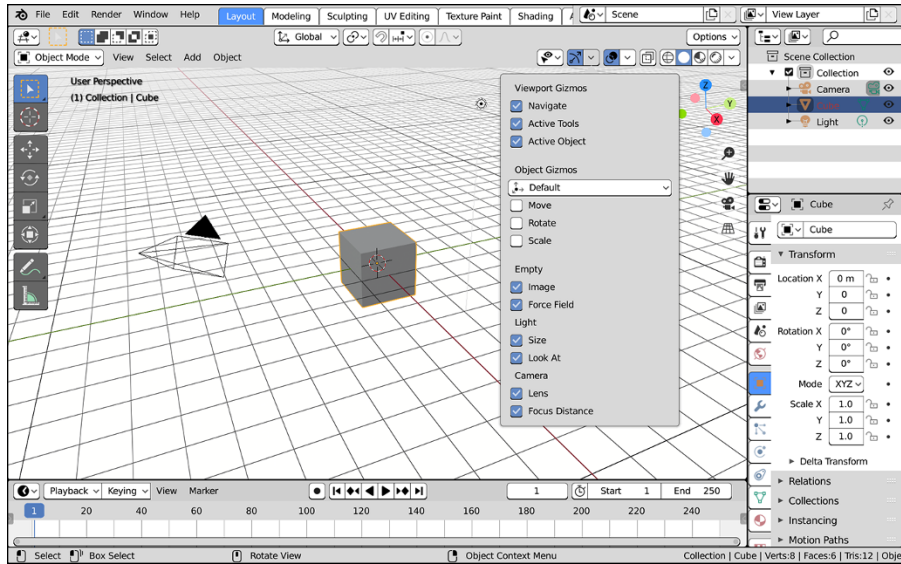 File Edit Render Window Help Layout Modeling Sculpting UV Editing Texture Paint Shading Scene View Layer
Global Options
Object Mode View Select Add Object
User Perspective
(1) Collection | Cube
Viewport Gizmos
Navigate
Active Tools
Active Object
Object Gizmos
Default
Move
Rotate
Scale
Empty
Image
Force Field
Light
Size
Look At
Camera
Lens
Focus Distance
Z
Y
X
Scene Collection
Collection
Camera
Cube
Light
Cube
Cube
Transform
Location X 0 m
Y 0
Z 0
Rotation X 0°
Y 0°
Z 0°
Mode XYZ
Scale X 1.0
Y 1.0
Z 1.0
Delta Transform
Relations
Collections
Instancing
Motion Paths
Playback Keying View Marker 1 Start 1 End 250
1 20 40 60 80 100 120 140 160 180 200 220 240
Select Box Select Rotate View Object Context Menu Collection | Cube | Verts:8 | Faces:6 | Tris:12 | Obje